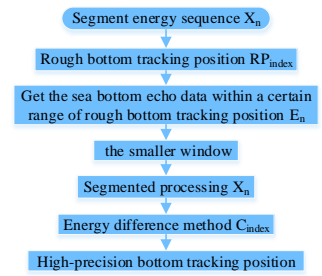 Segment energy sequence Xn
Rough bottom tracking position RPindex
Get the sea bottom echo data within a certain
range of rough bottom tracking position En
the smaller window
Segmented processing Xn
Energy difference method Cindex
High-precision bottom tracking position